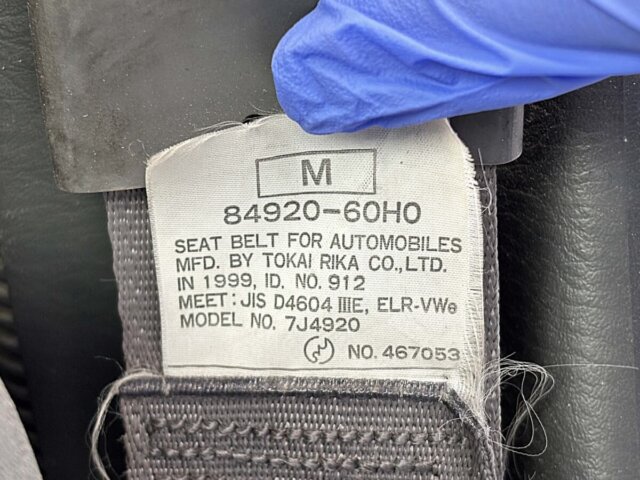 M
84920-60H0
SEAT BELT FOR AUTOMOBILES
MFD. BY TOKAI RIKA CO.,LTD.
IN 1999, ID. NO. 912
MEET: JIS D4604 IIIE, ELR-VWe
MODEL NO. 7J4920
NO. 467053